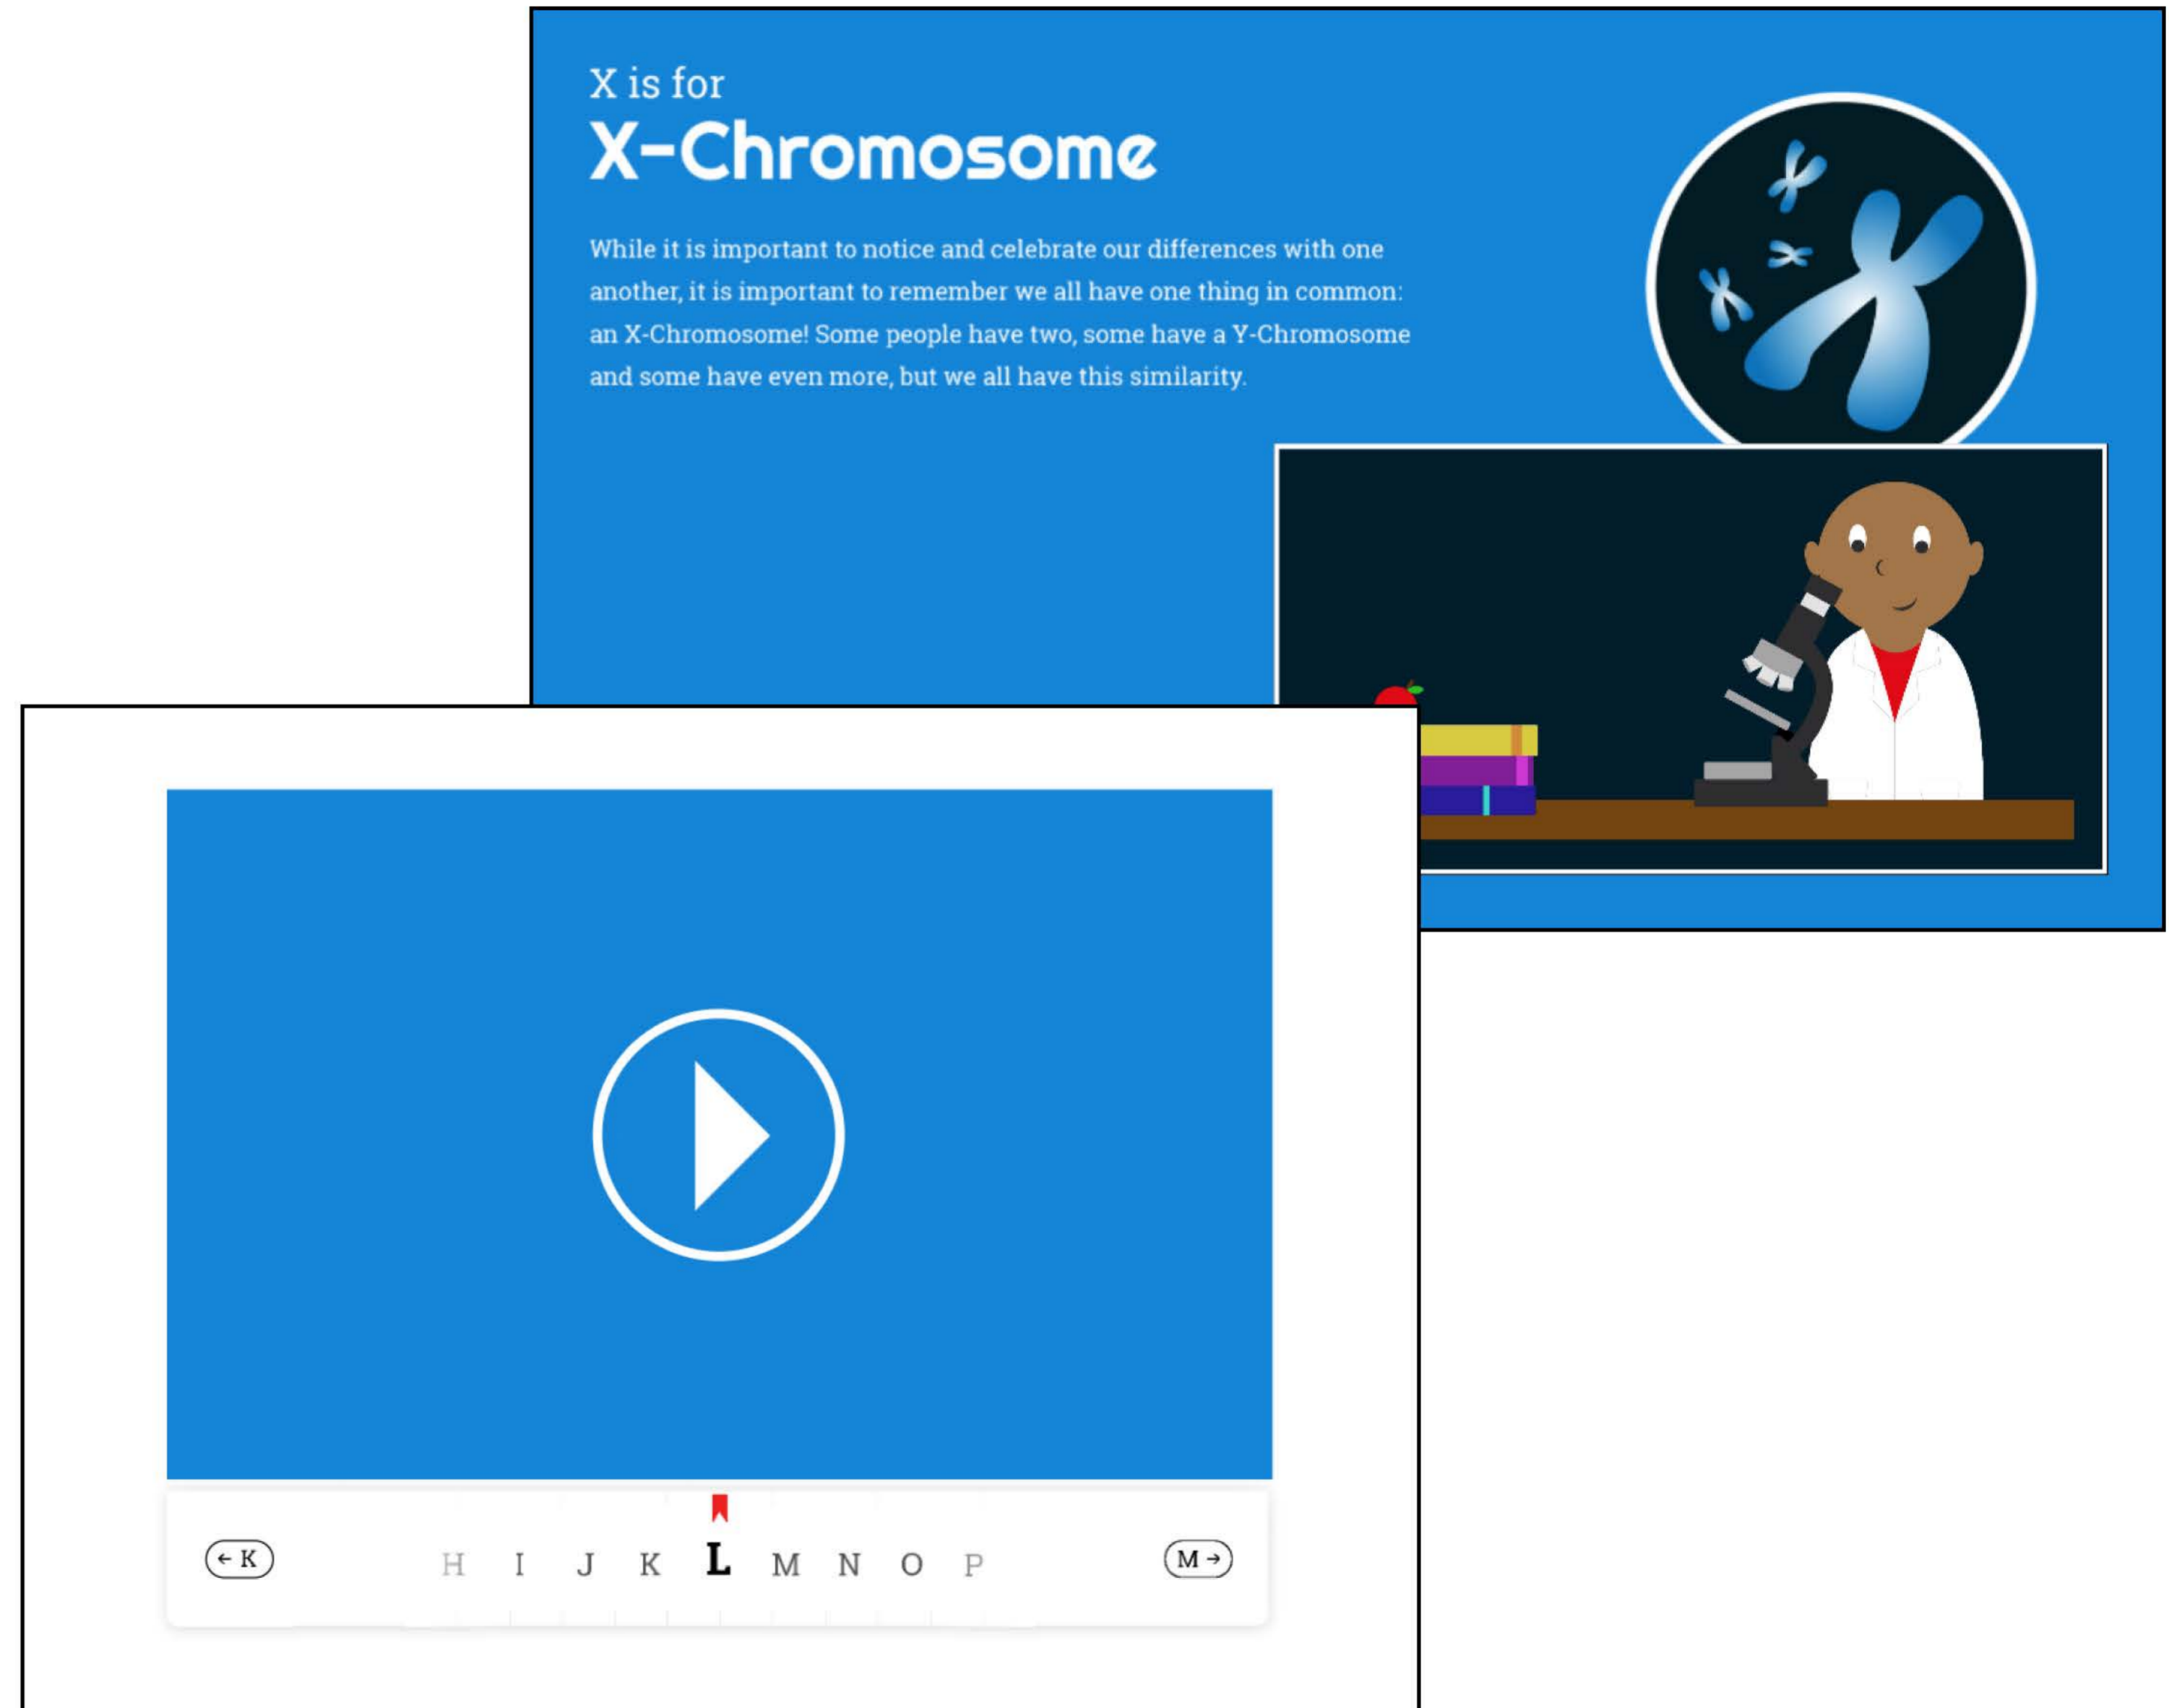 X is for
X-Chromosome
While it is important to notice and celebrate our differences with one
another, it is important to remember we all have one thing in common:
an X-Chromosome! Some people have two, some have a Y-Chromosome
and some have even more, but we all have this similarity.
← K H I J K L M N O P M →